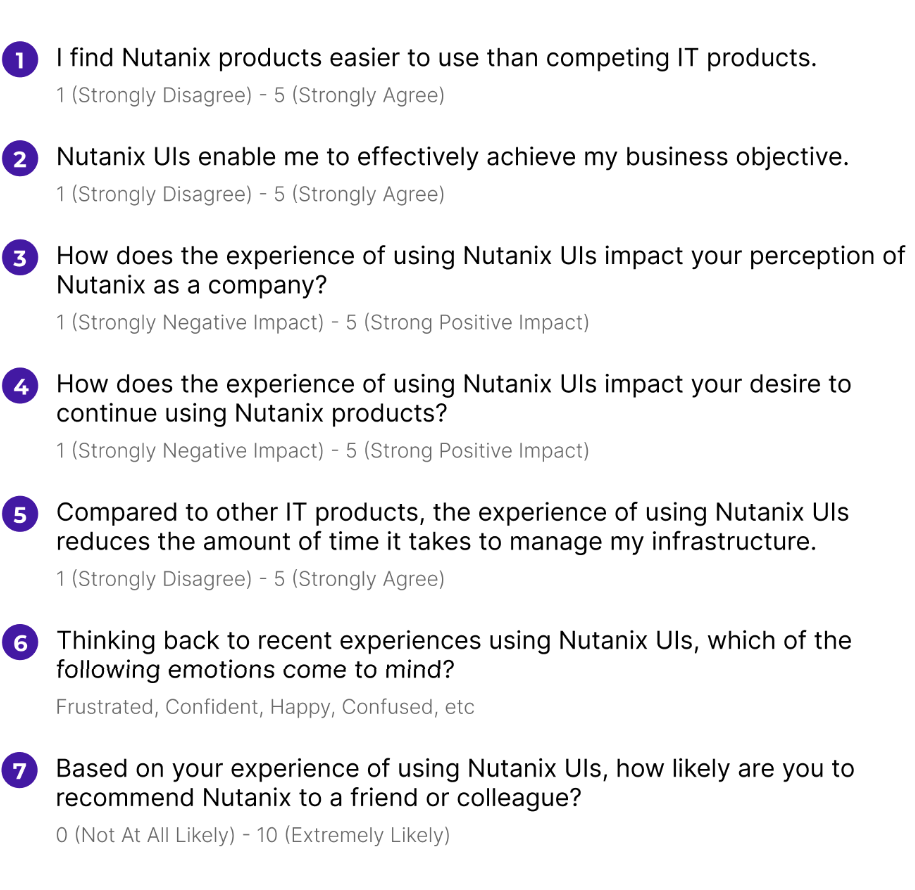 1 I find Nutanix products easier to use than competing IT products.
1 (Strongly Disagree) - 5 (Strongly Agree)
2 Nutanix UIs enable me to effectively achieve my business objective.
1 (Strongly Disagree) - 5 (Strongly Agree)
3 How does the experience of using Nutanix UIs impact your perception of
Nutanix as a company?
1 (Strongly Negative Impact) - 5 (Strong Positive Impact)
4 How does the experience of using Nutanix UIs impact your desire to
continue using Nutanix products?
1 (Strongly Negative Impact) - 5 (Strong Positive Impact)
5 Compared to other IT products, the experience of using Nutanix UIs
reduces the amount of time it takes to manage my infrastructure.
1 (Strongly Disagree) - 5 (Strongly Agree)
6 Thinking back to recent experiences using Nutanix UIs, which of the
following emotions come to mind?
Frustrated, Confident, Happy, Confused, etc
7 Based on your experience of using Nutanix UIs, how likely are you to
recommend Nutanix to a friend or colleague?
0 (Not At All Likely) - 10 (Extremely Likely)